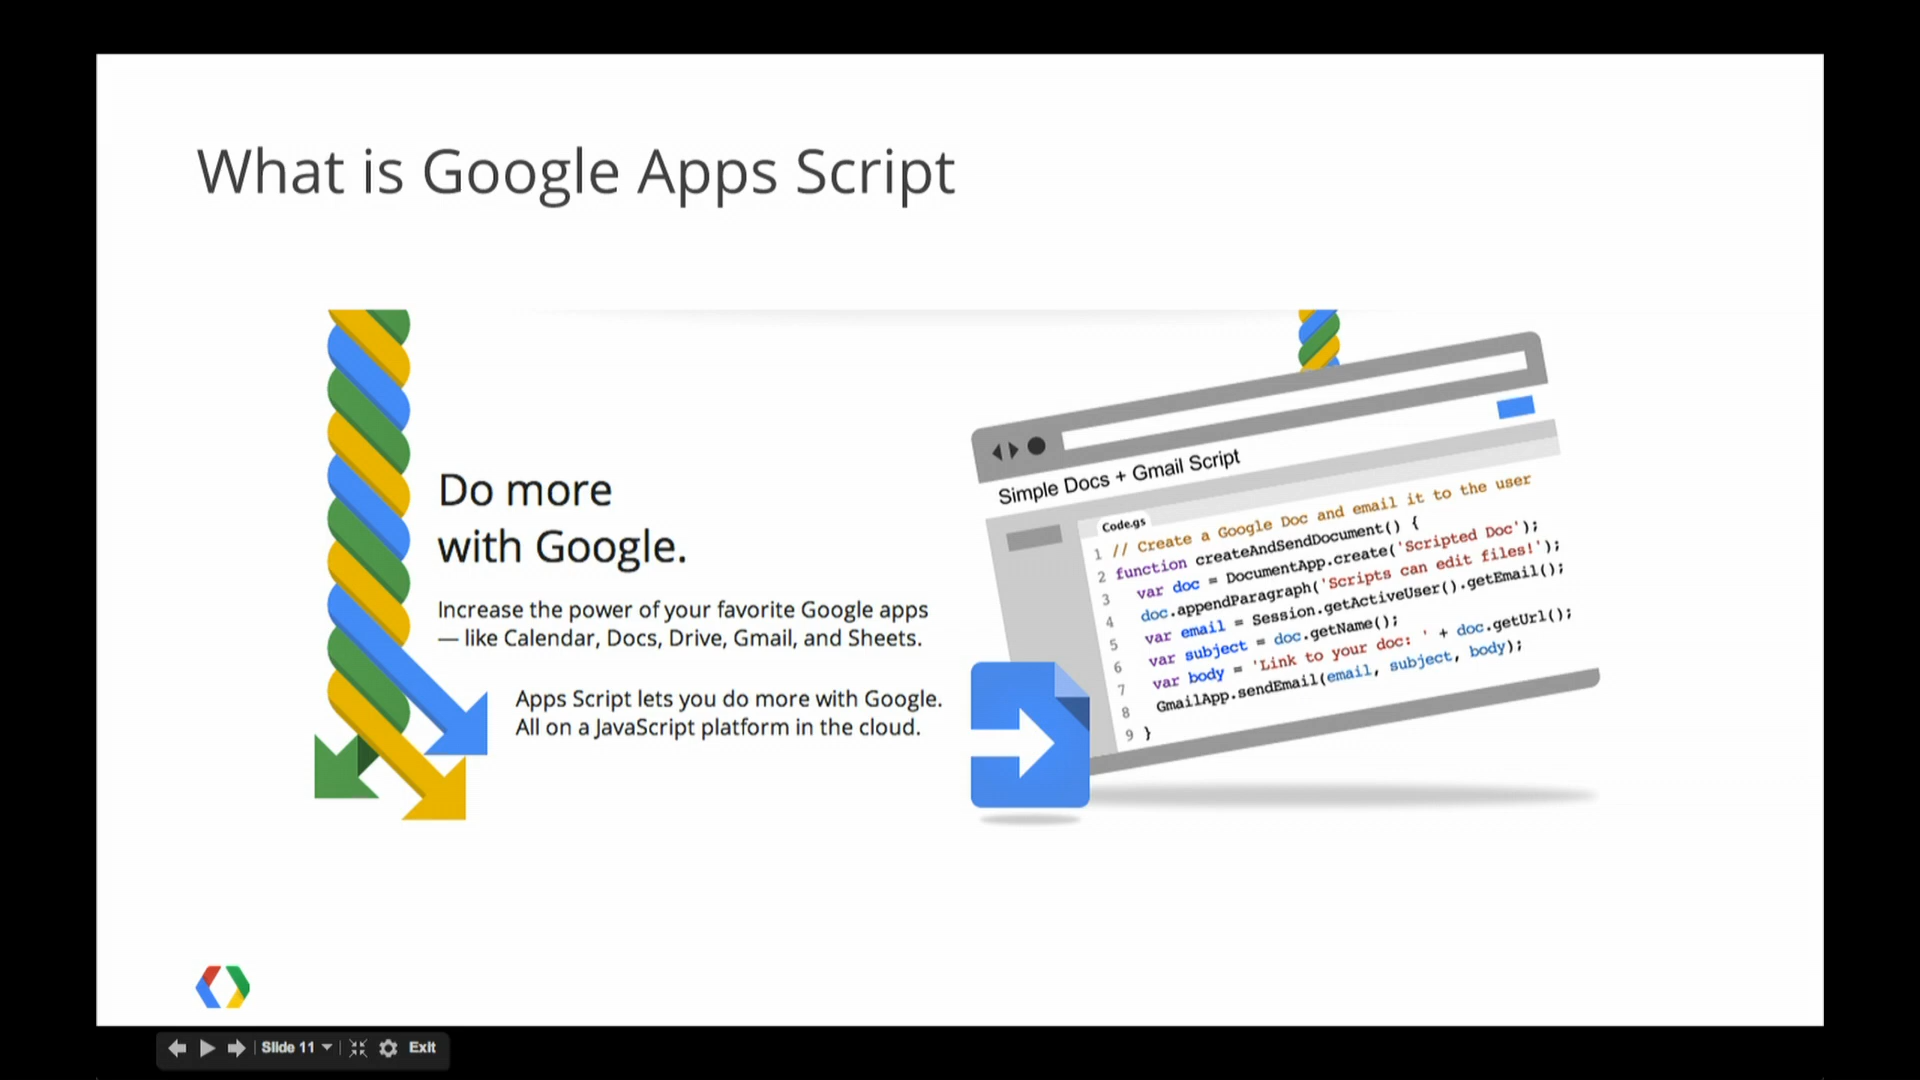 What is Google Apps Script
Do more
with Google.
Increase the power of your favorite Google apps
— like Calendar, Docs, Drive, Gmail, and Sheets.
Apps Script lets you do more with Google.
All on a JavaScript platform in the cloud.
Simple Docs + Gmail Script
Code.gs
1 // Create a Google Doc and email it to the user
2 function createAndSendDocument() {
3 var doc = DocumentApp.create('Scripted Doc');
4 doc.appendParagraph('Scripts can edit files!');
5 var email = Session.getActiveUser().getEmail();
6 var subject = doc.getName();
7 var body = 'Link to your doc: ' + doc.getUrl();
8 GmailApp.sendEmail(email, subject, body);
9 }
Slide 11
Exit